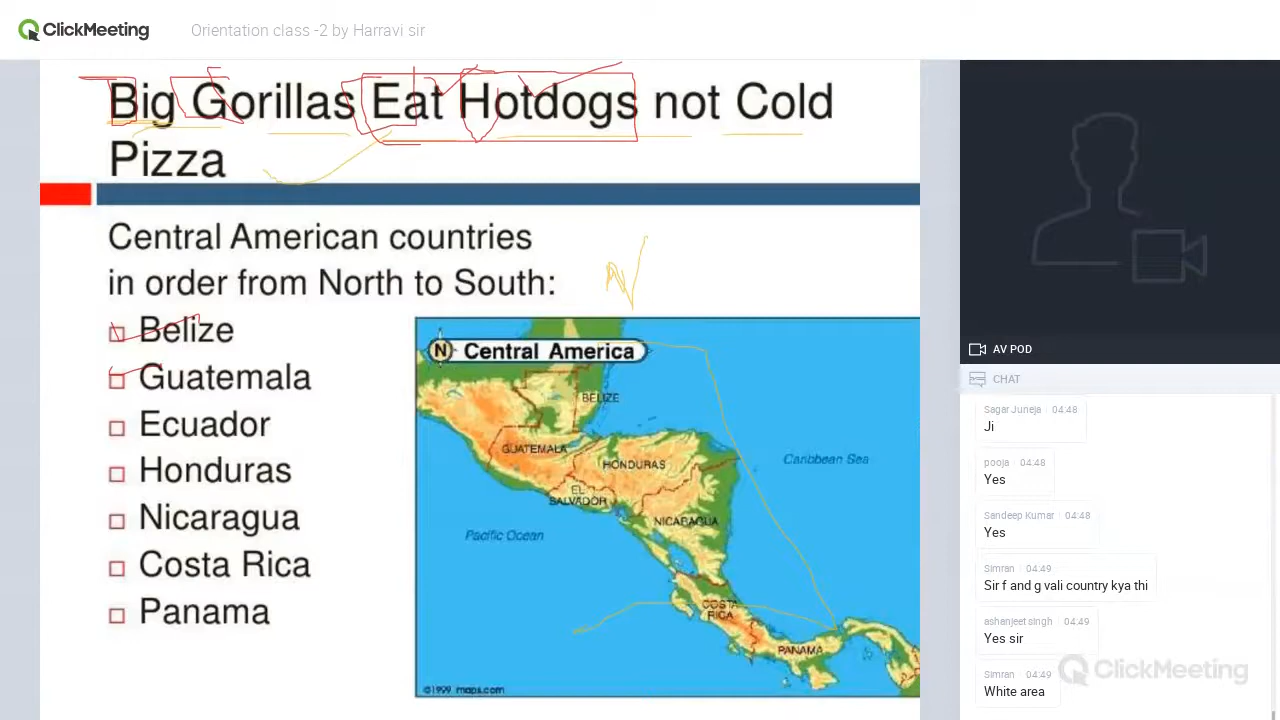 ClickMeeting
Orientation class -2 by Harravi sir
Big Gorillas Eat Hotdogs not Cold
Pizza
Central American countries
in order from North to South:
Belize
Guatemala
Ecuador
Honduras
Nicaragua
Costa Rica
Panama
N
Central America
BELIZE
GUATEMALA
HONDURAS
Caribbean Sea
EL
SALVADOR
NICARAGUA
Pacific Ocean
COSTA
RICA
PANAMA
©1999 maps.com
AV POD
CHAT
Sagar Juneja 04:48
Ji
pooja 04:48
Yes
Sandeep Kumar 04:48
Yes
Simran 04:49
Sir f and g vali country kya thi
ashanjeet singh 04:49
Yes sir
Simran 04:49
White area
ClickMeeting